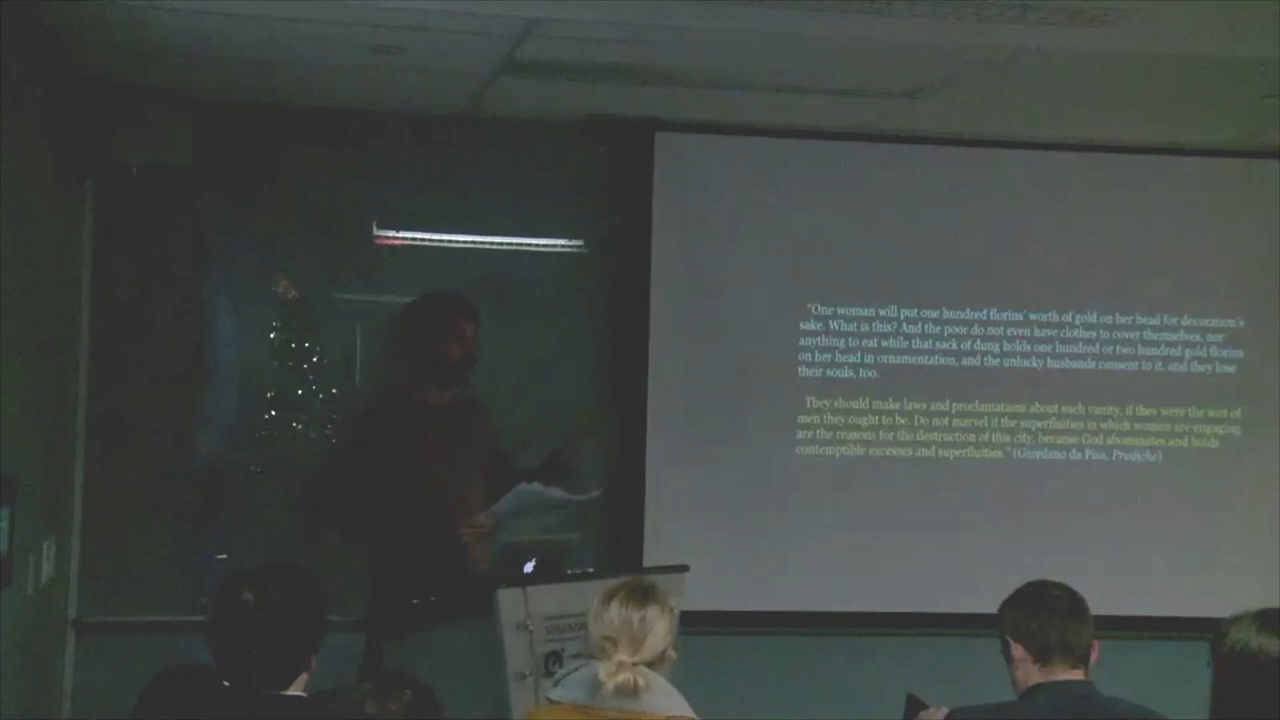 "One woman will put one hundred florins' worth of gold on her head for decoration's
sake. What is this? And the poor do not even have clothes to cover themselves, nor
anything to eat while that sack of dung holds one hundred or two hundred gold florins
on her head in ornamentation, and the unlucky husbands consent to it, and they lose
their souls, too.
They should make laws and proclamations about such vanity, if they were the sort of
men they ought to be. Do not marvel if the superfluities in which women are engaging
are the reasons for the destruction of this city, because God abominates and holds
contemptible excesses and superfluities." (Giordano da Pisa, Prediche)